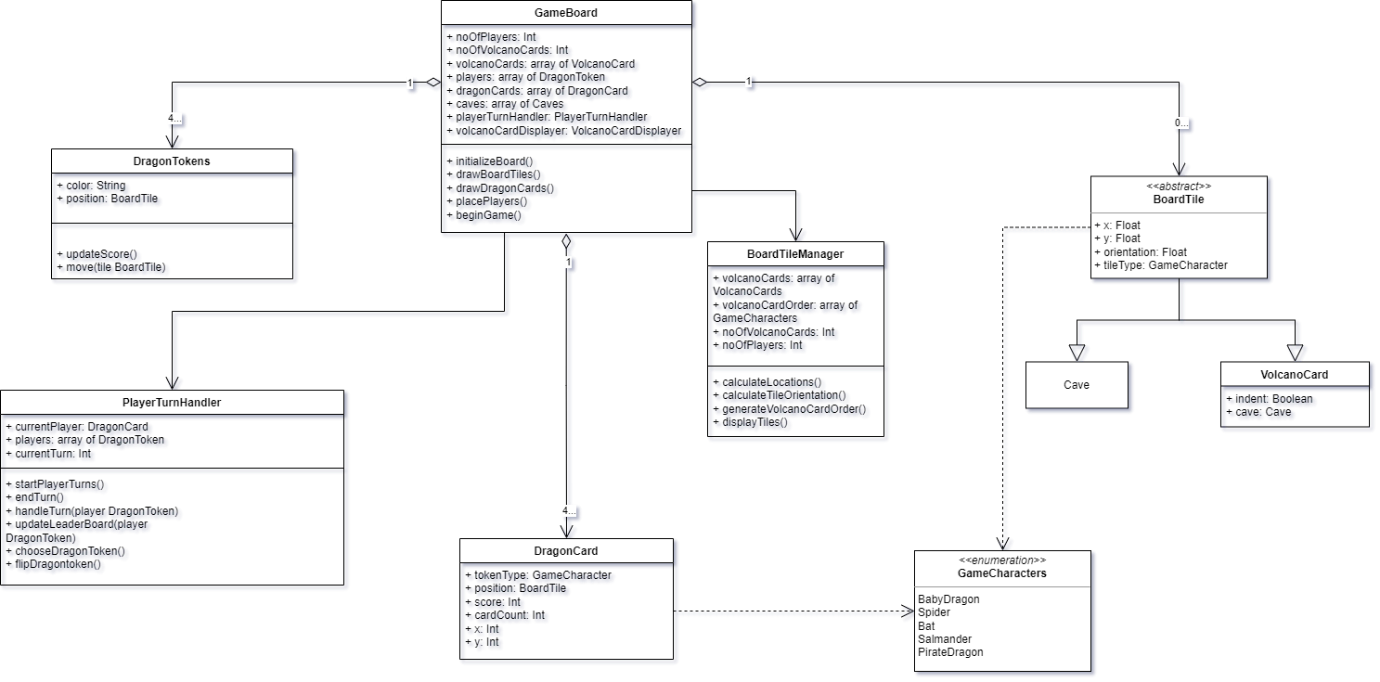 GameBoard
+ noOfPlayers: Int
+ noOfVolcanoCards: Int
+ volcanoCards: array of VolcanoCard
+ players: array of DragonToken
+ dragonCards: array of DragonCard
+ caves: array of Caves
+ playerTurnHandler: PlayerTurnHandler
+ volcanoCardDisplayer: VolcanoCardDisplayer
+ initializeBoard()
+ drawBoardTiles()
+ drawDragonCards()
+ placePlayers()
+ beginGame()
1
4...
1
0...
DragonTokens
+ color: String
+ position: BoardTile
+ updateScore()
+ move(tile BoardTile)
<<abstract>>
BoardTile
+ x: Float
+ y: Float
+ orientation: Float
+ tileType: GameCharacter
BoardTileManager
+ volcanoCards: array of
VolcanoCards
+ volcanoCardOrder: array of
GameCharacters
+ noOfVolcanoCards: Int
+ noOfPlayers: Int
+ calculateLocations()
+ calculateTileOrientation()
+ generateVolcanoCardOrder()
+ displayTiles()
1
4...
Cave
VolcanoCard
+ indent: Boolean
+ cave: Cave
PlayerTurnHandler
+ currentPlayer: DragonCard
+ players: array of DragonToken
+ currentTurn: Int
+ startPlayerTurns()
+ endTurn()
+ handleTurn(player DragonToken)
+ updateLeaderBoard(player
DragonToken)
+ chooseDragonToken()
+ flipDragontoken()
DragonCard
+ tokenType: GameCharacter
+ position: BoardTile
+ score: Int
+ cardCount: Int
+ x: Int
+ y: Int
<<enumeration>>
GameCharacters
BabyDragon
Spider
Bat
Salmander
PirateDragon